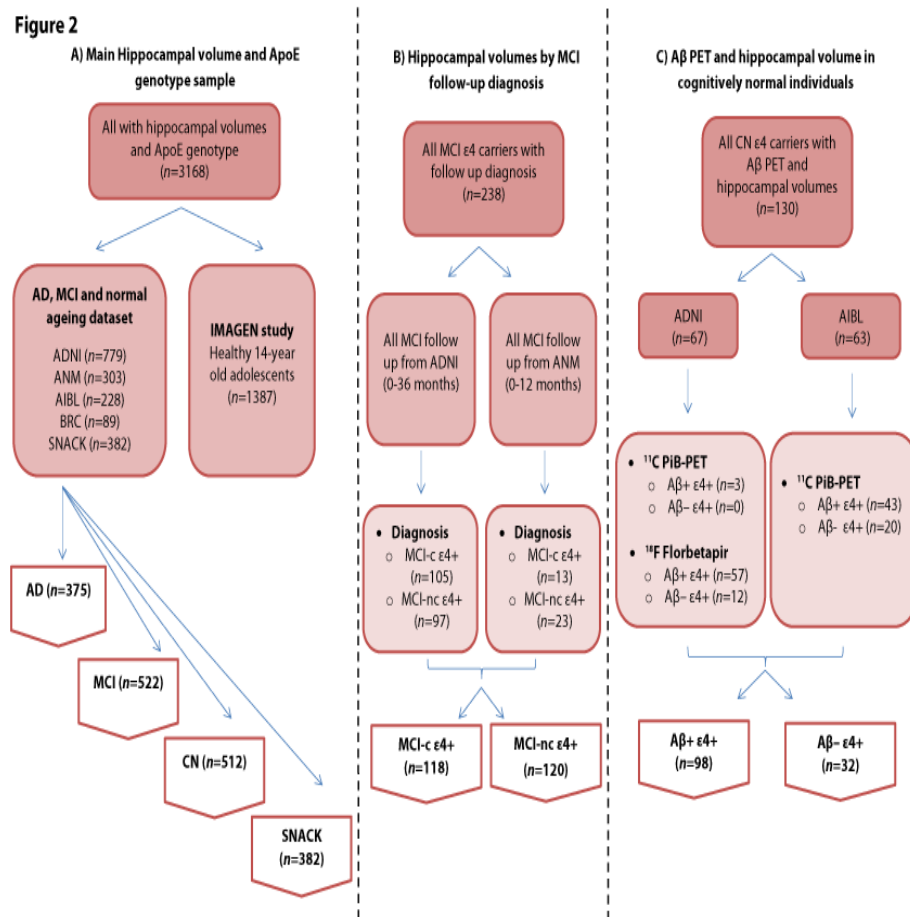 Figure 2
A) Main Hippocampal volume and ApoE
genotype sample
All with hippocampal volumes
and ApoE genotype
(n=3168)
AD, MCI and normal
ageing dataset
ADNI (n=779)
ANM (n=303)
AIBL (n=228)
BRC (n=89)
SNACK (n=382)
IMAGEN study
Healthy 14-year
old adolescents
(n=1387)
AD (n=375)
MCI (n=522)
CN (n=512)
SNACK
(n=382)
B) Hippocampal volumes by MCI
follow-up diagnosis
All MCI ε4 carriers with
follow up diagnosis
(n=238)
All MCI follow
up from ADNI
(0-36 months)
All MCI follow
up from ANM
(0-12 months)
• Diagnosis
○ MCI-c ε4+
(n=105)
○ MCI-nc ε4+
(n=97)
• Diagnosis
○ MCI-c ε4+
(n=13)
○ MCI-nc ε4+
(n=23)
MCI-c ε4+
(n=118)
MCI-nc ε4+
(n=120)
C) Aβ PET and hippocampal volume in
cognitively normal individuals
All CN ε4 carriers with
Aβ PET and
hippocampal volumes
(n=130)
ADNI
(n=67)
AIBL
(n=63)
• ¹¹C PiB-PET
○ Aβ+ ε4+ (n=3)
○ Aβ– ε4+ (n=0)
• ¹⁸F Florbetapir
○ Aβ+ ε4+ (n=57)
○ Aβ– ε4+ (n=12)
• ¹¹C PiB-PET
○ Aβ+ ε4+ (n=43)
○ Aβ- ε4+ (n=20)
Aβ+ ε4+
(n=98)
Aβ– ε4+
(n=32)